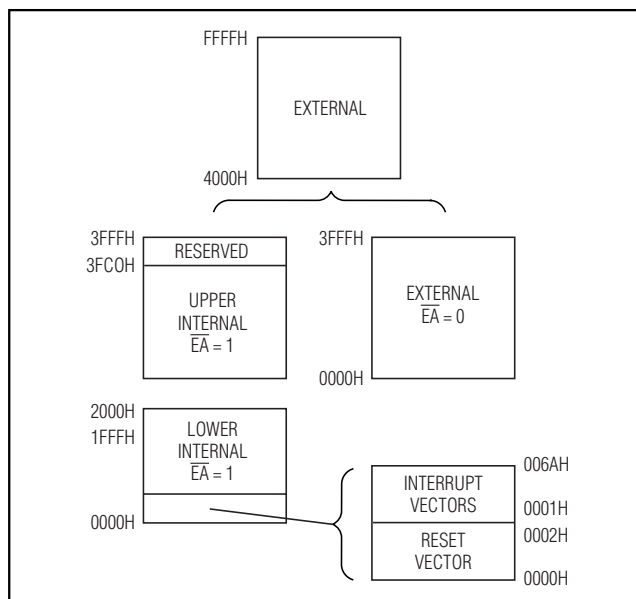 FFFFH
EXTERNAL
4000H
3FFFH
RESERVED
3FC0H
UPPER
INTERNAL
EA = 1
3FFFH
EXTERNAL
EA = 0
0000H
2000H
1FFFH
LOWER
INTERNAL
EA = 1
0000H
006AH
INTERRUPT
VECTORS
0001H
0002H
RESET
VECTOR
0000H